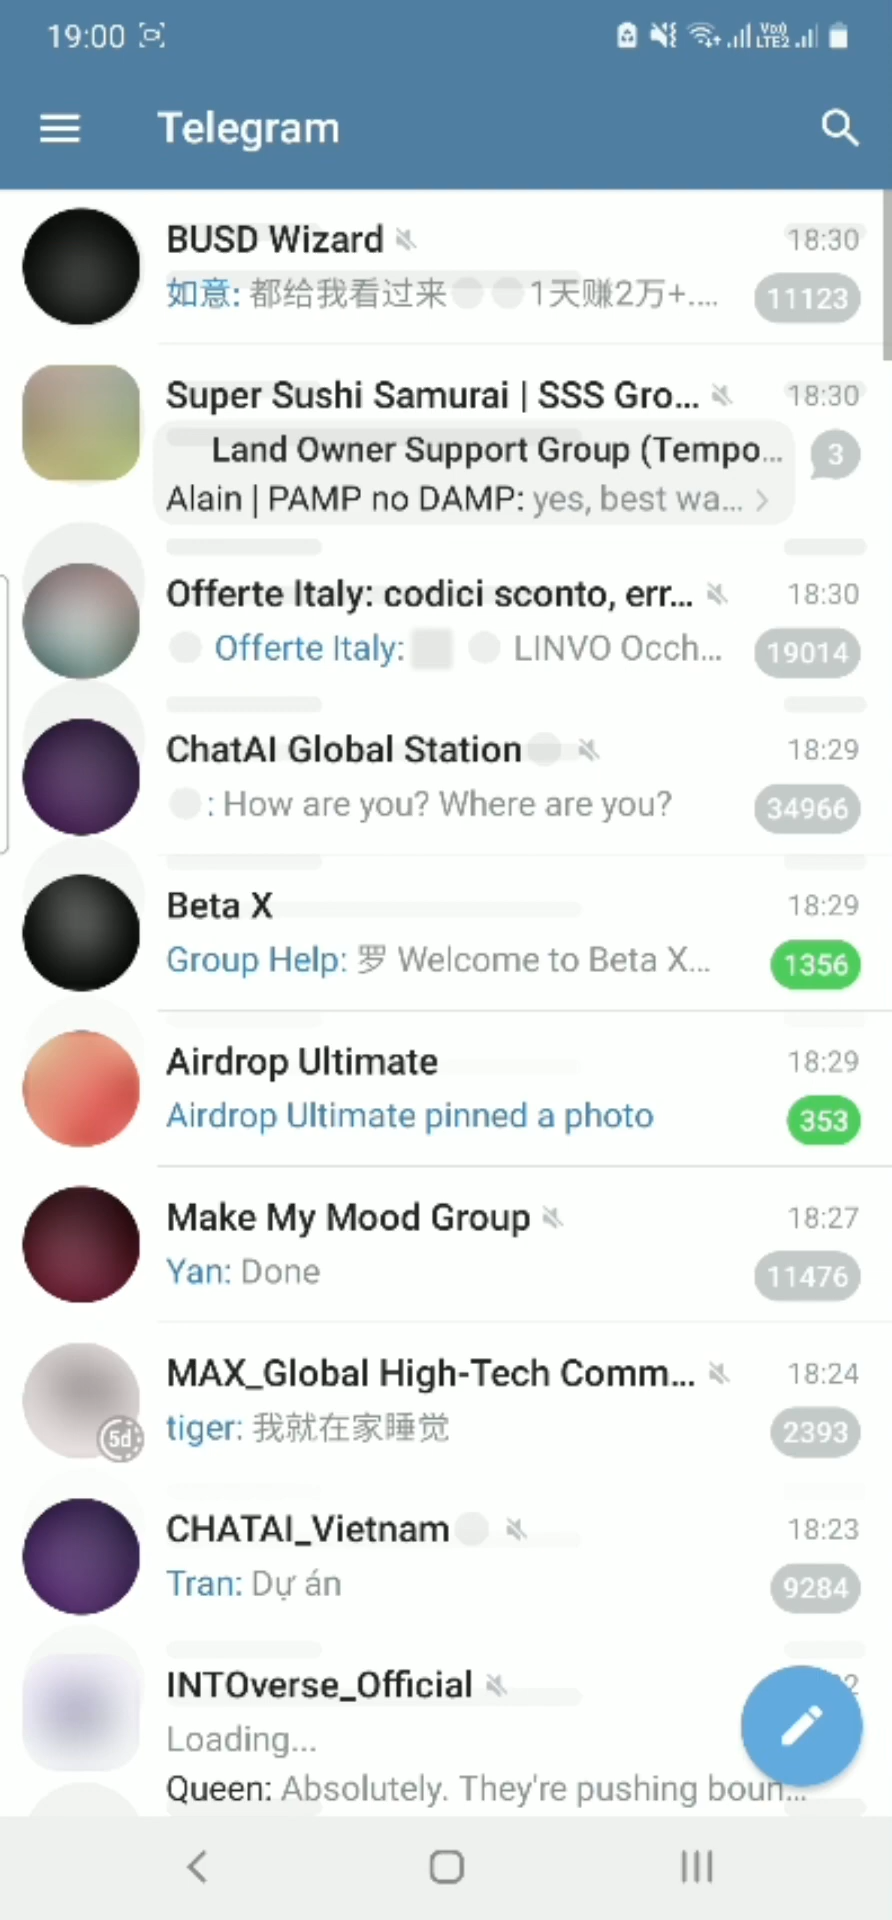 19:00
Vo)) LTE2
Telegram
BUSD Wizard 18:30
如意: 都给我看过来 1天赚2万+.... 11123
Super Sushi Samurai | SSS Gro... 18:30
Land Owner Support Group (Tempo... 3
Alain | PAMP no DAMP: yes, best wa...
Offerte Italy: codici sconto, err... 18:30
Offerte Italy: LINVO Occh... 19014
ChatAI Global Station 18:29
: How are you? Where are you? 34966
Beta X 18:29
Group Help: 罗 Welcome to Beta X... 1356
Airdrop Ultimate 18:29
Airdrop Ultimate pinned a photo 353
Make My Mood Group 18:27
Yan: Done 11476
MAX_Global High-Tech Comm... 18:24
5d
tiger: 我就在家睡觉 2393
CHATAI_Vietnam 18:23
Tran: Dự án 9284
INTOverse_Official
Loading...
Queen: Absolutely. They're pushing boun...